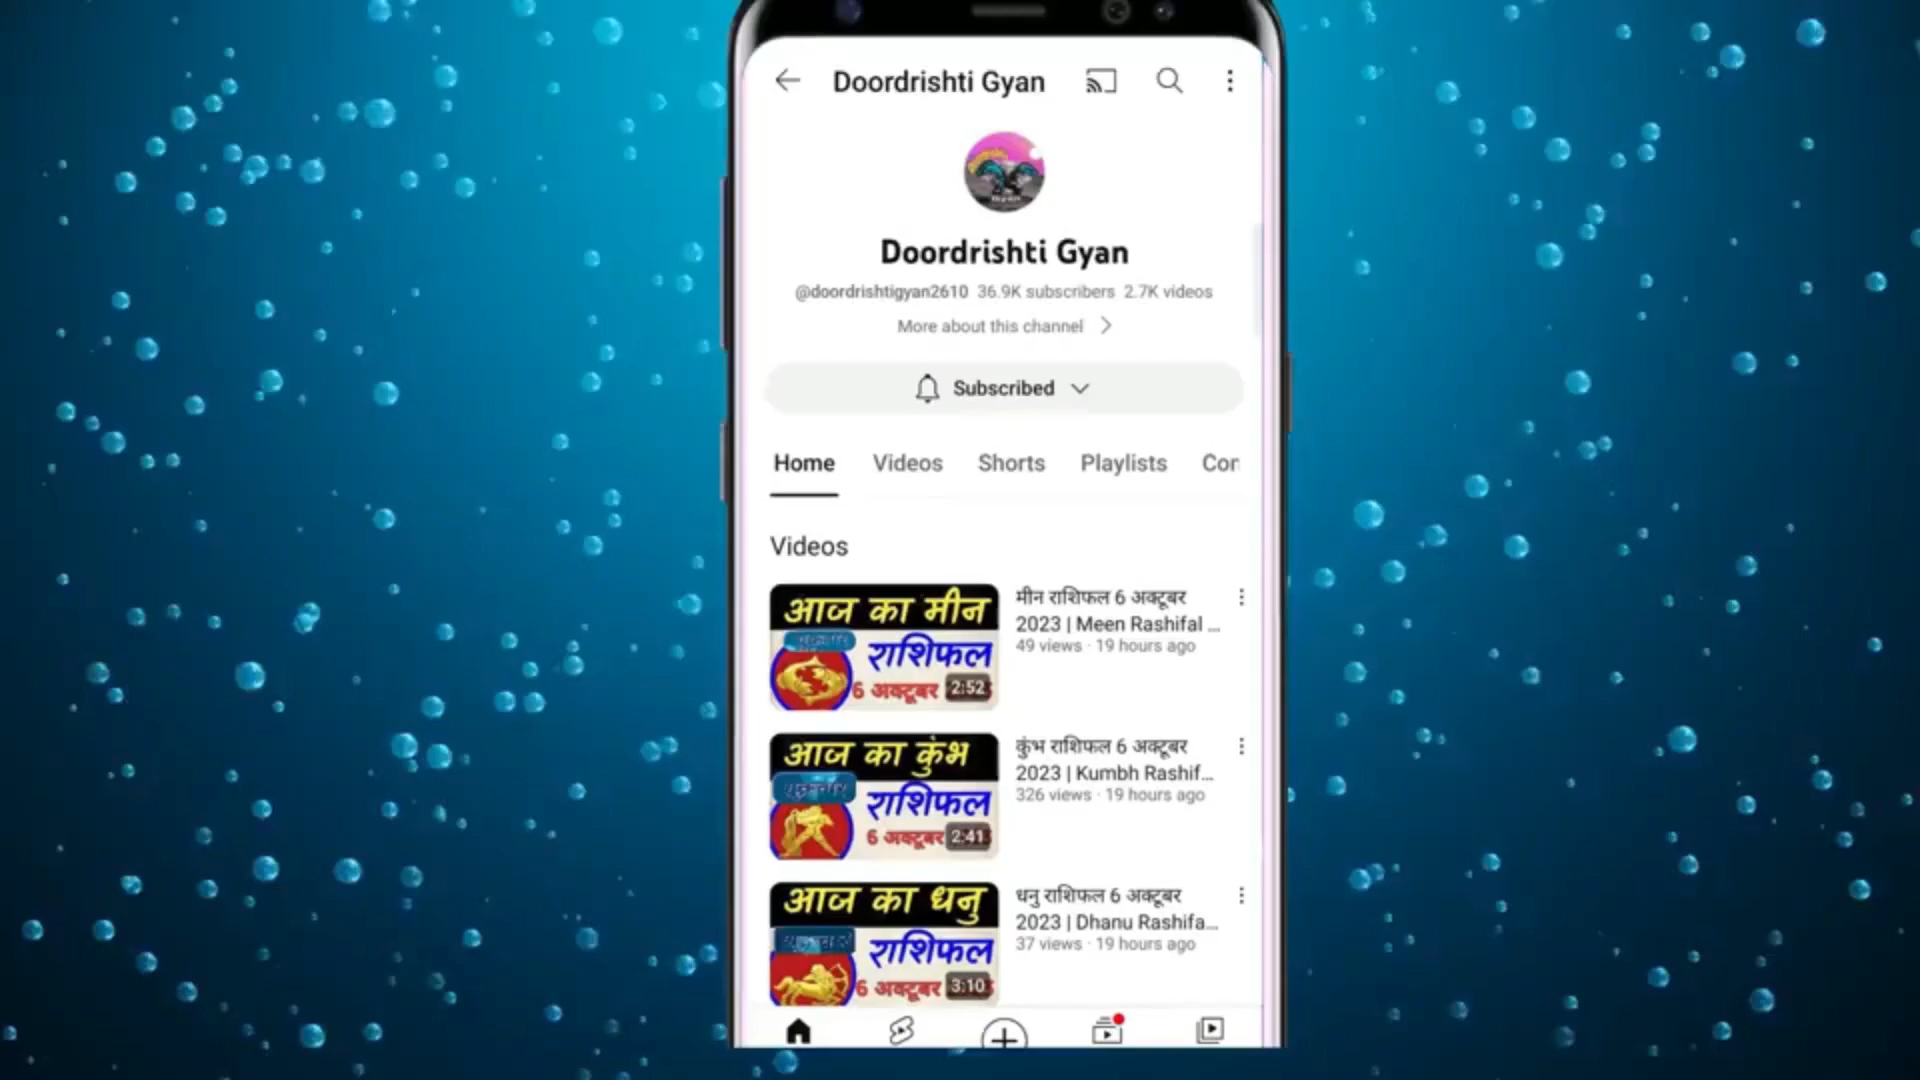 Doordrishti Gyan
Doordrishti Gyan
@doordrishtigyan2610 36.9K subscribers 2.7K videos
More about this channel
Subscribed
Home Videos Shorts Playlists Con
Videos
आज का मीन
राशिफल
6 अक्टूबर 2:52
मीन राशिफल 6 अक्टूबर
2023 | Meen Rashifal ...
49 views · 19 hours ago
आज का कुंभ
राशिफल
6 अक्टूबर 2:41
कुंभ राशिफल 6 अक्टूबर
2023 | Kumbh Rashif...
326 views · 19 hours ago
आज का धनु
राशिफल
6 अक्टूबर 3:10
धनु राशिफल 6 अक्टूबर
2023 | Dhanu Rashifa...
37 views · 19 hours ago